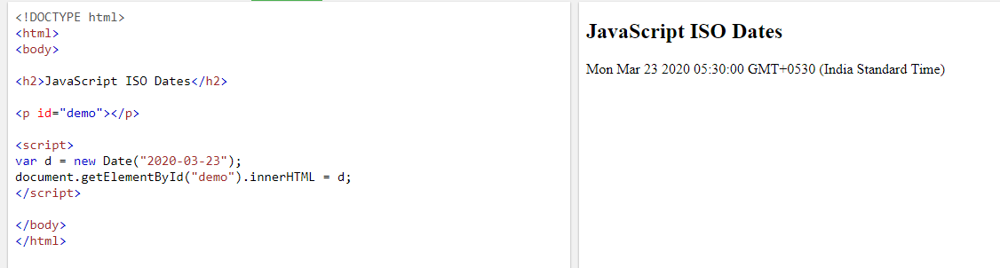 <!DOCTYPE html>
<html>
<body>
<h2>JavaScript ISO Dates</h2>
<p id="demo"></p>
<script>
var d = new Date("2020-03-23");
document.getElementById("demo").innerHTML = d;
</script>
</body>
</html>
JavaScript ISO Dates
Mon Mar 23 2020 05:30:00 GMT+0530 (India Standard Time)